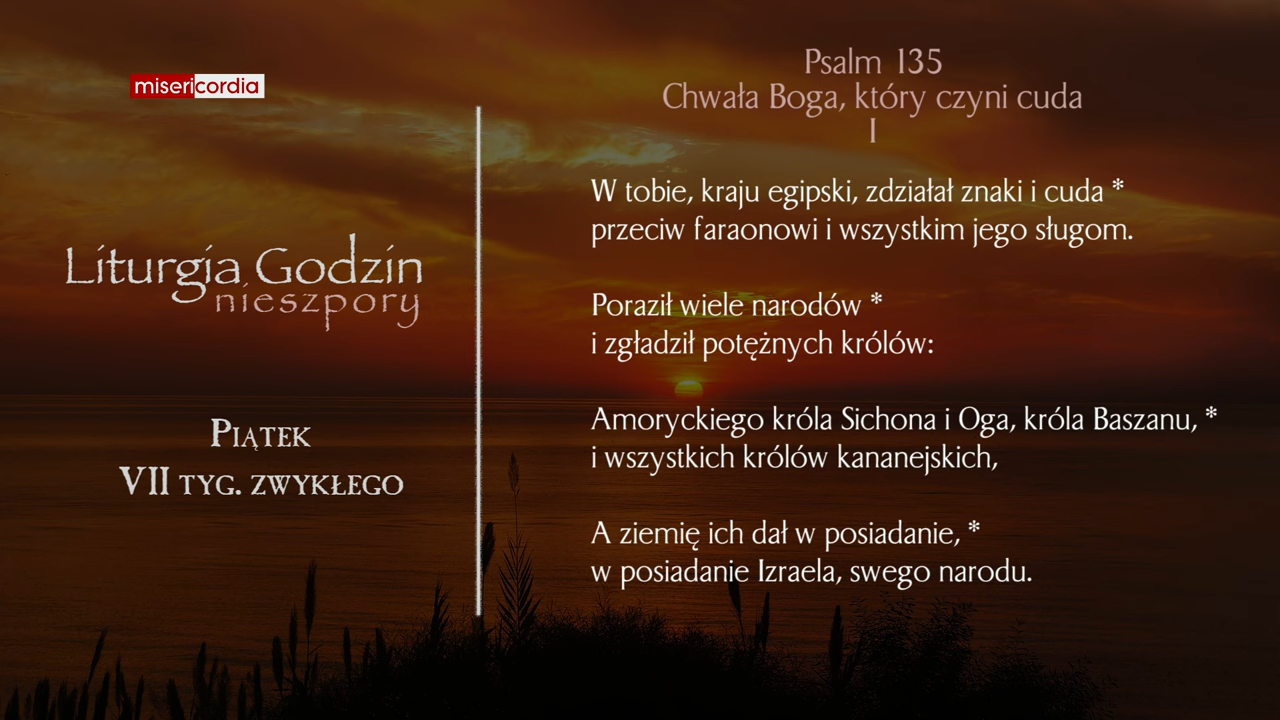 misericordia
Liturgia Godzin
nieszpory
Piątek
VII tyg. zwykłego
Psalm 135
Chwała Boga, który czyni cuda
I
W tobie, kraju egipski, zdziałał znaki i cuda *
przeciw faraonowi i wszystkim jego sługom.
Poraził wiele narodów *
i zgładził potężnych królów:
Amoryckiego króla Sichona i Oga, króla Baszanu, *
i wszystkich królów kananejskich,
A ziemię ich dał w posiadanie, *
w posiadanie Izraela, swego narodu.